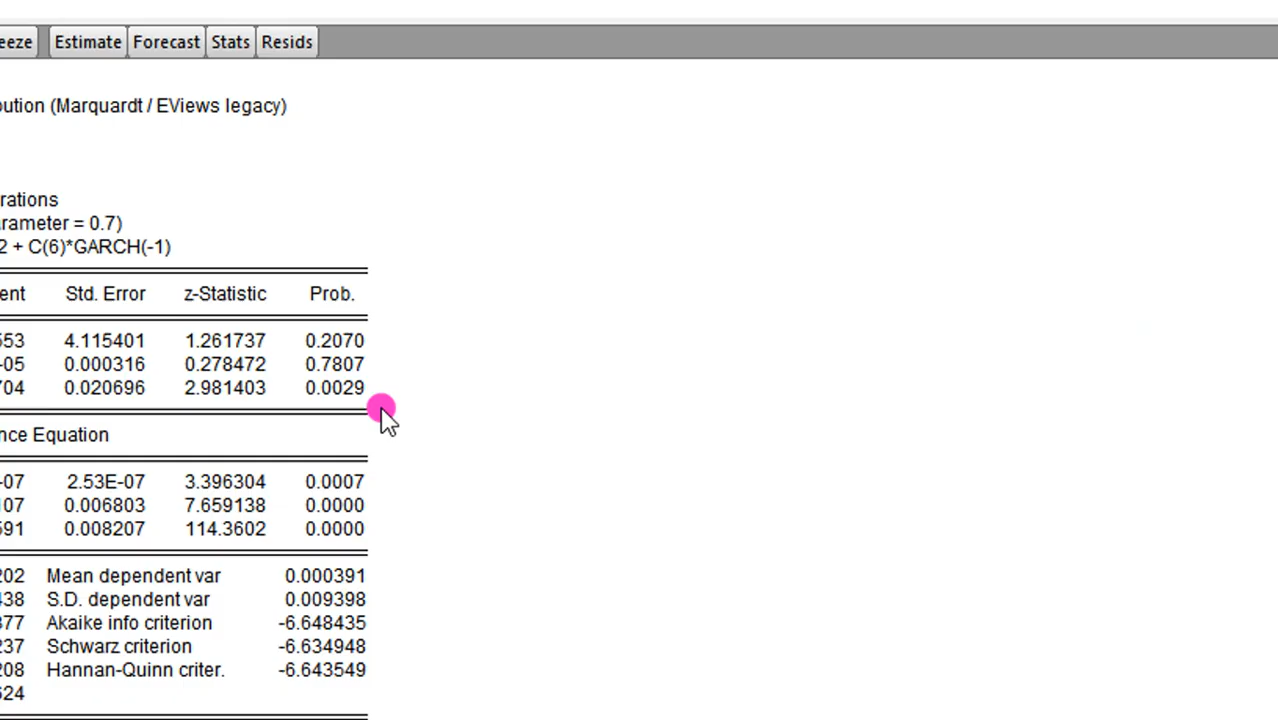 eeze Estimate Forecast Stats Resids
oution (Marquardt / EViews legacy)
rations
rameter = 0.7)
2 + C(6)*GARCH(-1)
ent Std. Error z-Statistic Prob.
553 4.115401 1.261737 0.2070
-05 0.000316 0.278472 0.7807
704 0.020696 2.981403 0.0029
nce Equation
-07 2.53E-07 3.396304 0.0007
107 0.006803 7.659138 0.0000
591 0.008207 114.3602 0.0000
202 Mean dependent var 0.000391
438 S.D. dependent var 0.009398
377 Akaike info criterion -6.648435
237 Schwarz criterion -6.634948
208 Hannan-Quinn criter. -6.643549
624